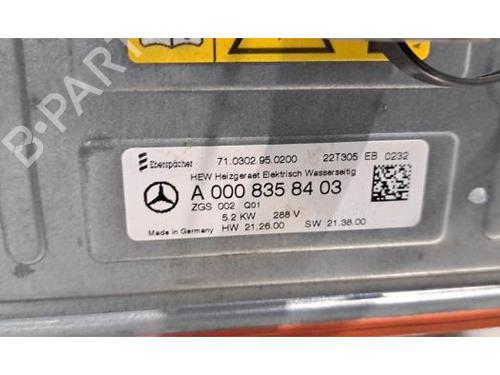 Eberspächer 71.0302.95.0200 22T305 EB 0232
HEW Heizgeraet Elektrisch Wasserseitig
A 000 835 84 03
ZGS 002 Q01
5.2 KW 288 V
Made in Germany HW 21.26.00 SW 21.38.00
B-PARTS